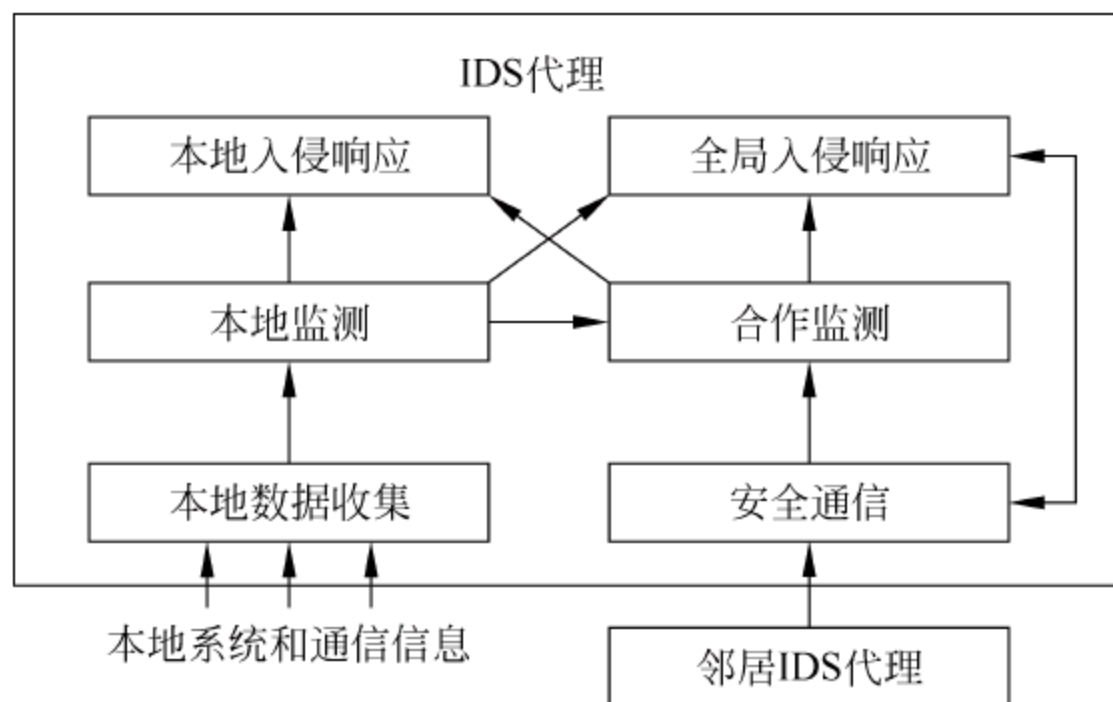 IDS代理
本地入侵响应
全局入侵响应
本地监测
合作监测
本地数据收集
安全通信
本地系统和通信信息
邻居IDS代理